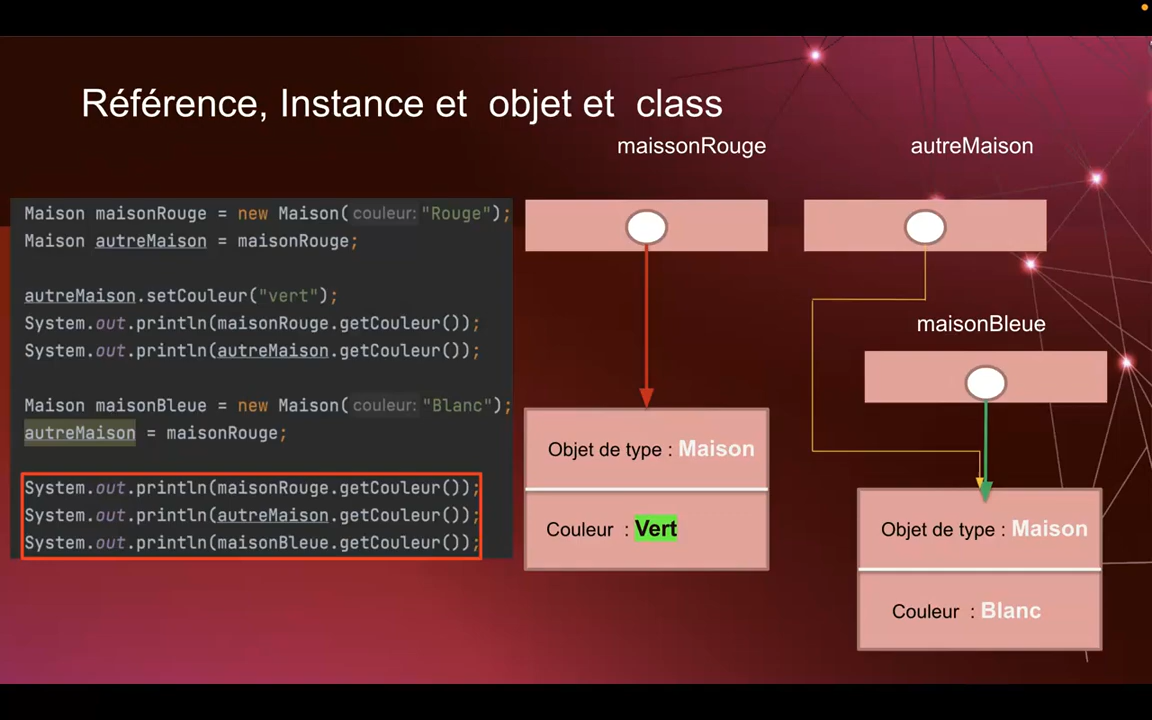 Référence, Instance et objet et class
maissonRouge
autreMaison
Maison maisonRouge = new Maison( couleur: "Rouge");
Maison autreMaison = maisonRouge;
autreMaison.setCouleur("vert");
System.out.println(maisonRouge.getCouleur());
System.out.println(autreMaison.getCouleur());
Maison maisonBleue = new Maison( couleur: "Blanc");
autreMaison = maisonRouge;
System.out.println(maisonRouge.getCouleur());
System.out.println(autreMaison.getCouleur());
System.out.println(maisonBleue.getCouleur());
Objet de type : Maison
Couleur : Vert
maisonBleue
Objet de type : Maison
Couleur : Blanc